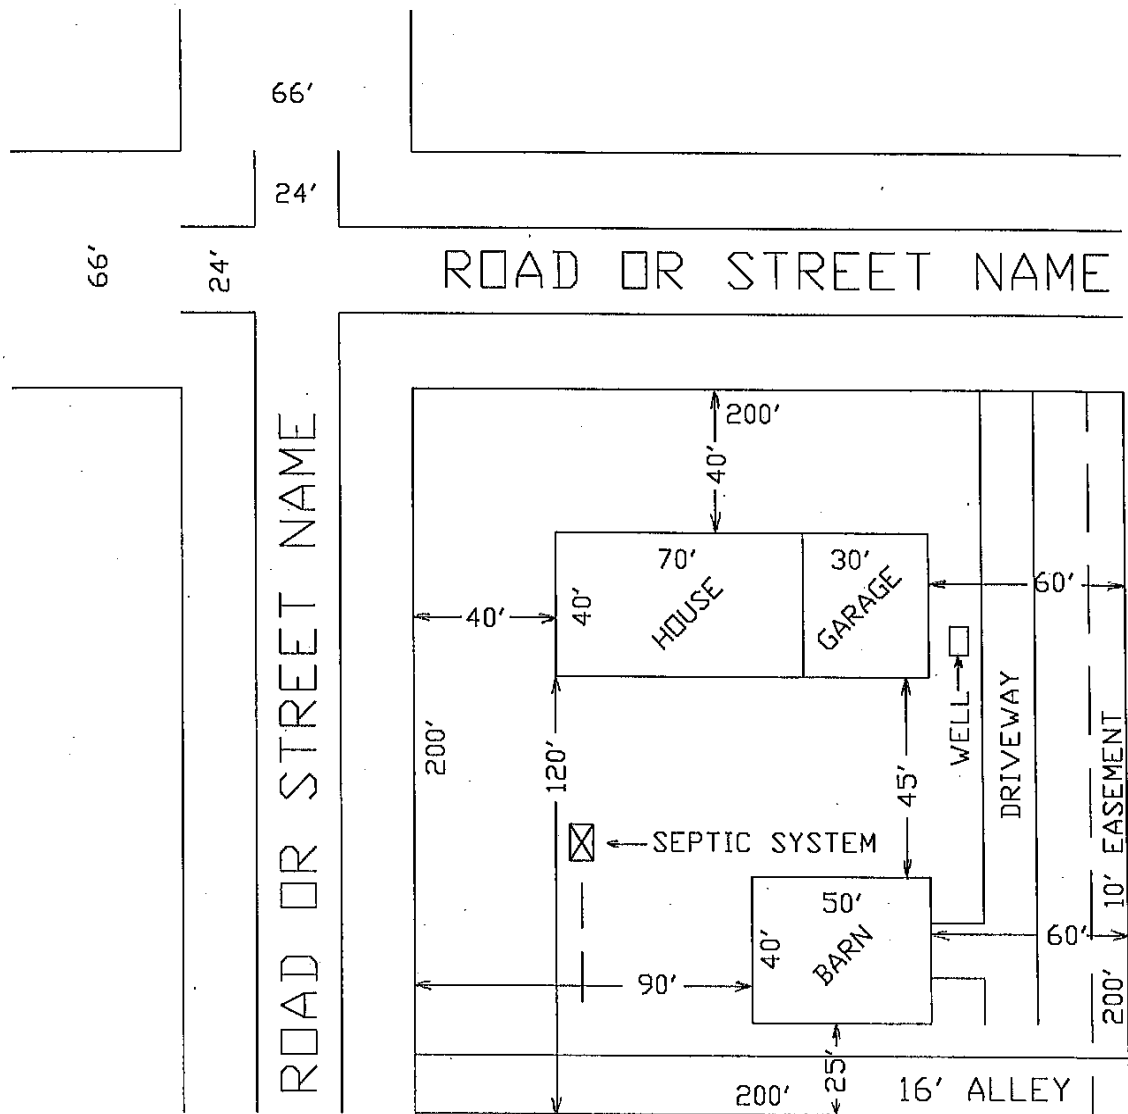 66'
24'
66'
24'
ROAD OR STREET NAME
ROAD OR STREET NAME
200'
40'
70'
30'
HOUSE
GARAGE
40'
40'
60'
WELL
DRIVEWAY
10' EASEMENT
200'
120'
45'
SEPTIC SYSTEM
50'
40'
BARN
60'
90'
200'
25'
200'
16' ALLEY